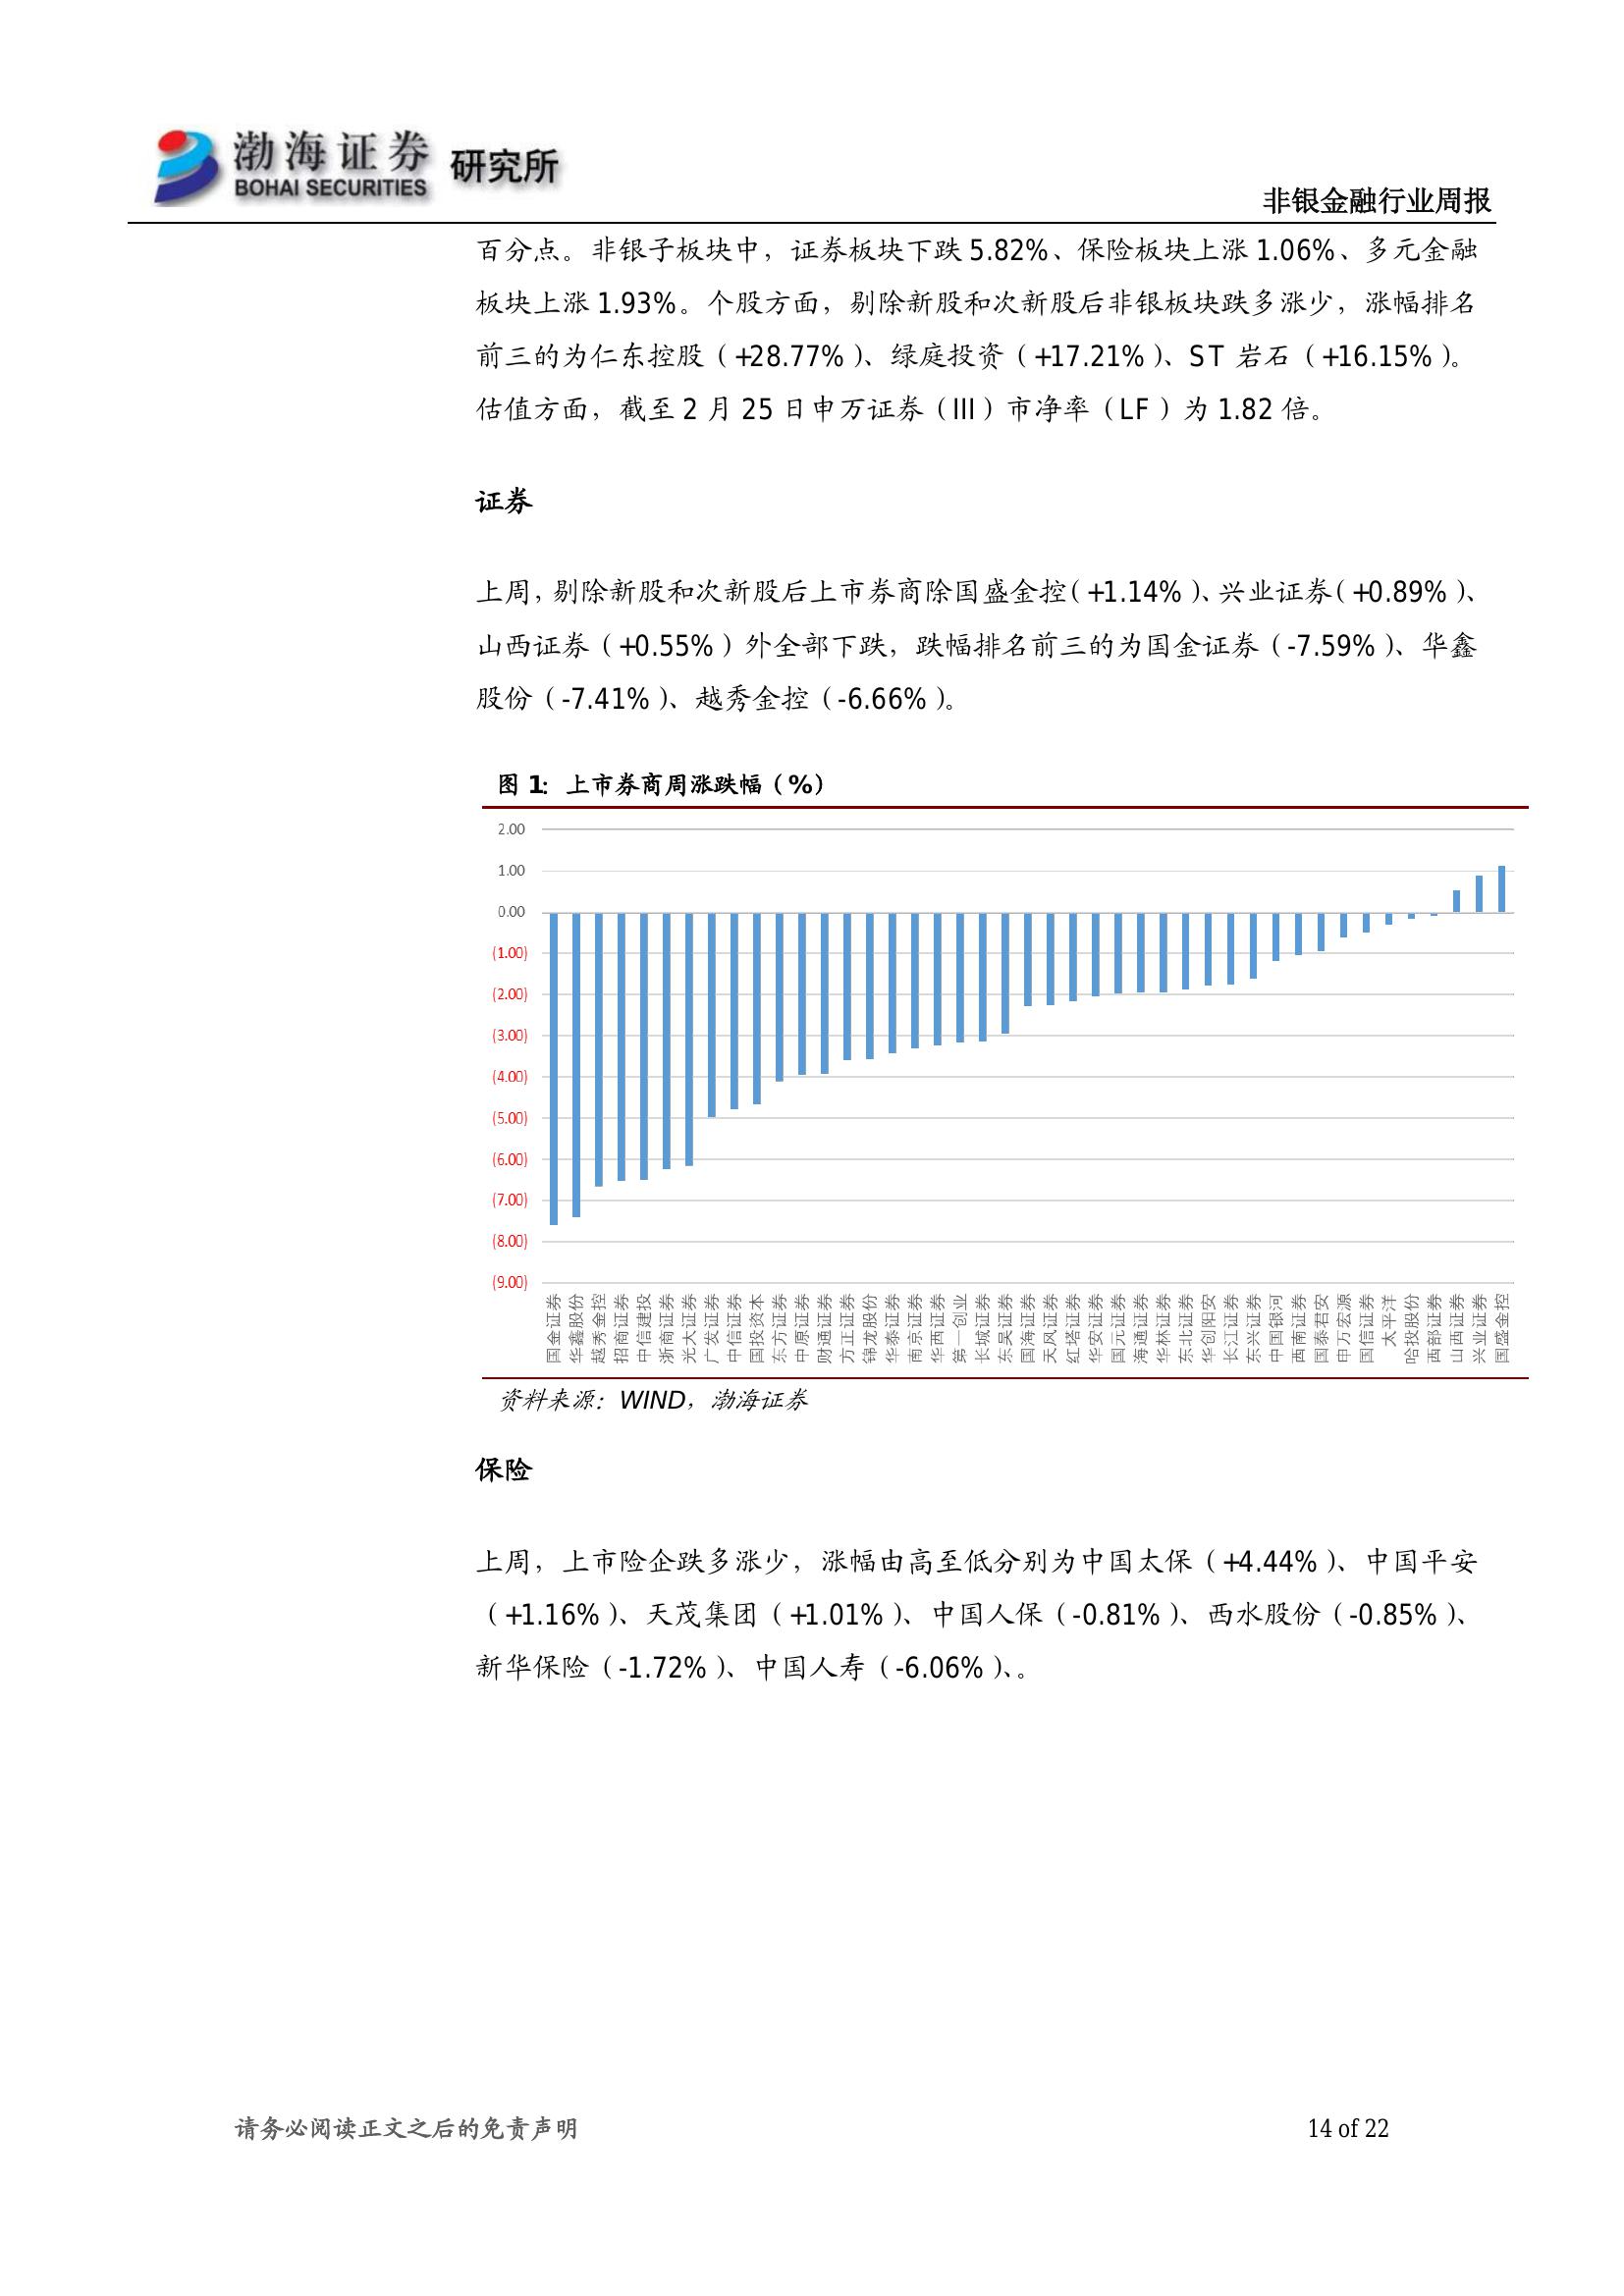 渤海证券 研究所
BOHAI SECURITIES
非银金融行业周报
百分点。非银子板块中，证券板块下跌 5.82%、保险板块上涨 1.06%、多元金融
板块上涨 1.93%。个股方面，剔除新股和次新股后非银板块跌多涨少，涨幅排名
前三的为仁东控股（+28.77%）、绿庭投资（+17.21%）、ST 岩石（+16.15%）。
估值方面，截至 2 月 25 日申万证券（III）市净率（LF）为 1.82 倍。
证券
上周，剔除新股和次新股后上市券商除国盛金控（+1.14%）、兴业证券（+0.89%）、
山西证券（+0.55%）外全部下跌，跌幅排名前三的为国金证券（-7.59%）、华鑫
股份（-7.41%）、越秀金控（-6.66%）。
图 1：上市券商周涨跌幅（%）
2.00
1.00
0.00
(1.00)
(2.00)
(3.00)
(4.00)
(5.00)
(6.00)
(7.00)
(8.00)
(9.00)
国金证券
华鑫股份
越秀金控
招商证券
中信建投
浙商证券
光大证券
广发证券
中信证券
国投资本
东方证券
中原证券
财通证券
方正证券
锦龙股份
华泰证券
南京证券
华西证券
第一创业
长城证券
东吴证券
国海证券
天风证券
红塔证券
华安证券
国元证券
海通证券
华林证券
东北证券
华创阳安
长江证券
东兴证券
中国银河
西南证券
国泰君安
申万宏源
国信证券
太平洋
哈投股份
西部证券
山西证券
兴业证券
国盛金控
资料来源：WIND，渤海证券
保险
上周，上市险企跌多涨少，涨幅由高至低分别为中国太保（+4.44%）、中国平安
（+1.16%）、天茂集团（+1.01%）、中国人保（-0.81%）、西水股份（-0.85%）、
新华保险（-1.72%）、中国人寿（-6.06%）、。
请务必阅读正文之后的免责声明
14 of 22